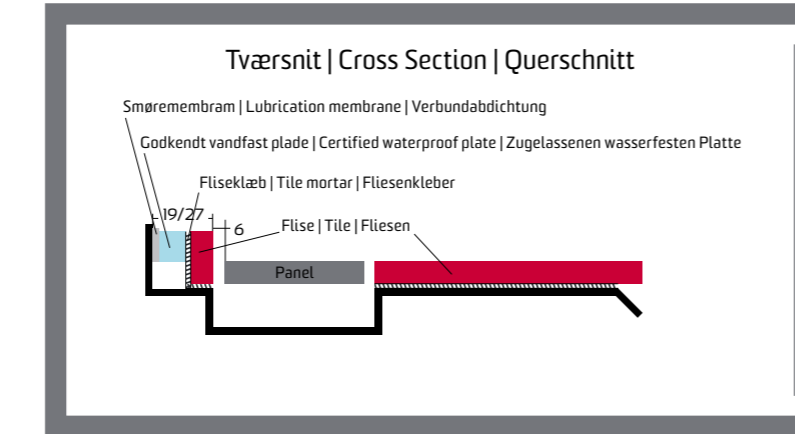 Tværsnit | Cross Section | Querschnitt
Smøremembram | Lubrication membrane | Verbundabdichtung
Godkendt vandfast plade | Certified waterproof plate | Zugelassenen wasserfesten Platte
Fliseklæb | Tile mortar | Fliesenkleber
19/27
6
Flise | Tile | Fliesen
Panel